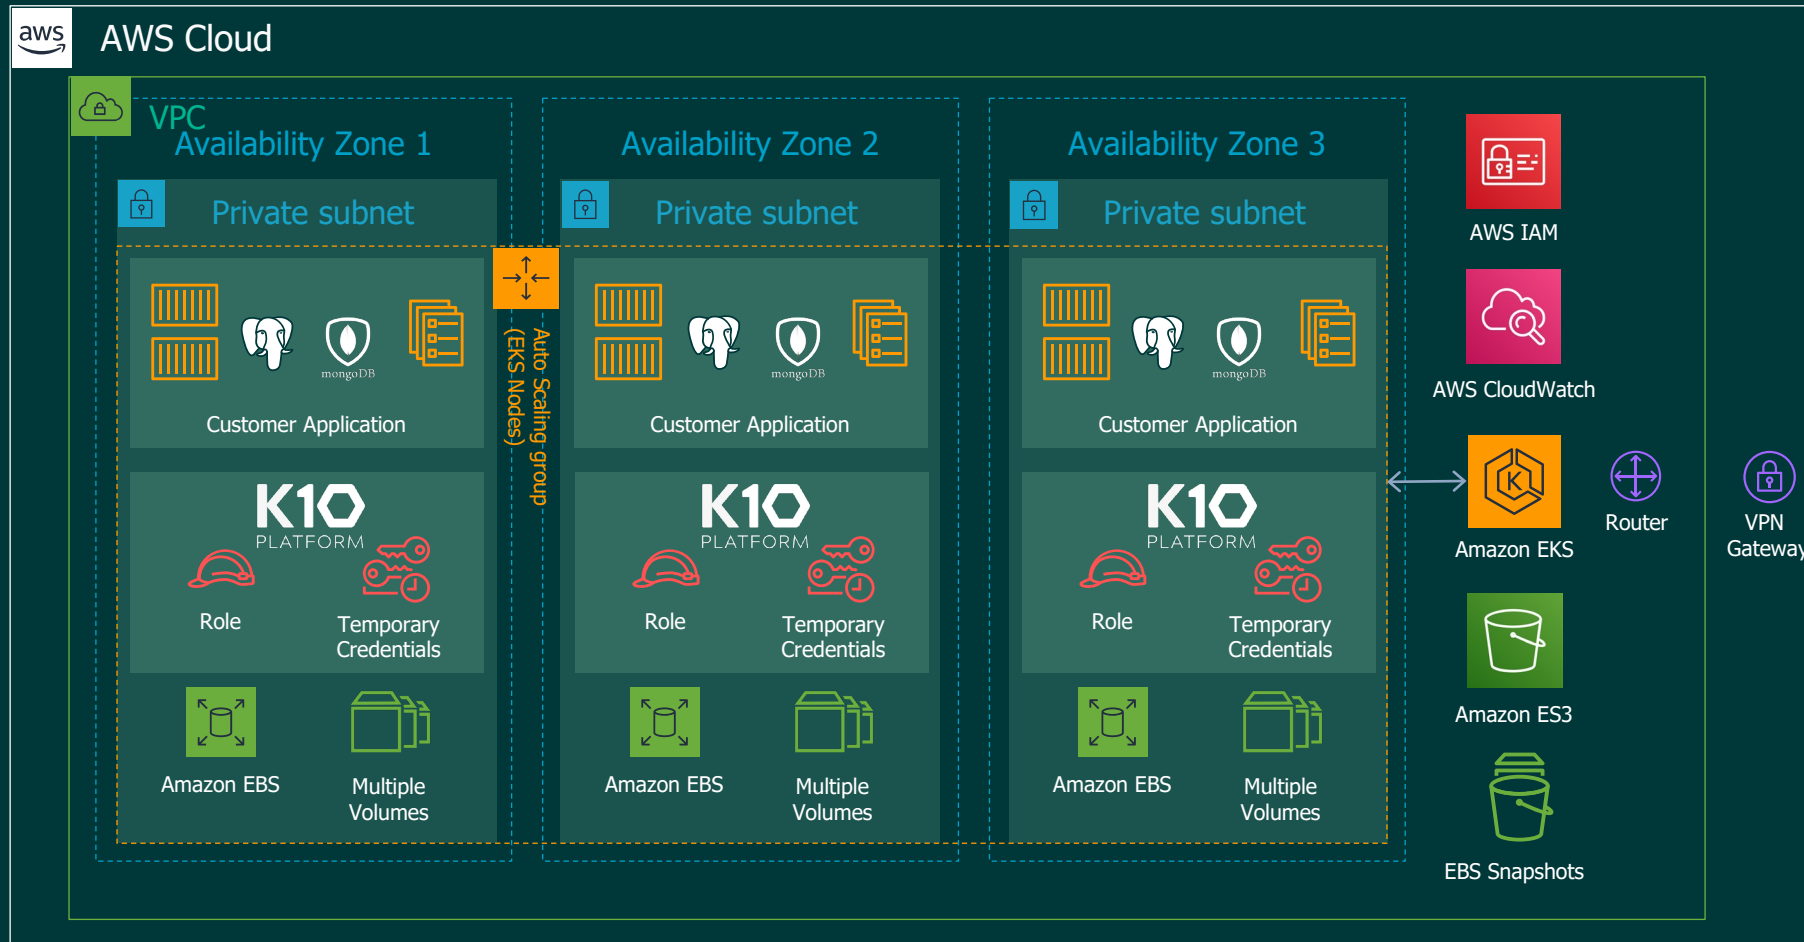 aws
AWS Cloud
VPC
Availability Zone 1
Availability Zone 2
Availability Zone 3
Private subnet
Private subnet
Private subnet
mongoDB
Customer Application
mongoDB
Customer Application
mongoDB
Customer Application
Auto Scaling group
(EKS Nodes)
K10
PLATFORM
Role
Temporary
Credentials
K10
PLATFORM
Role
Temporary
Credentials
K10
PLATFORM
Role
Temporary
Credentials
Amazon EBS
Multiple
Volumes
Amazon EBS
Multiple
Volumes
Amazon EBS
Multiple
Volumes
AWS IAM
AWS CloudWatch
K
Amazon EKS
Router
VPN
Gateway
Amazon ES3
EBS Snapshots